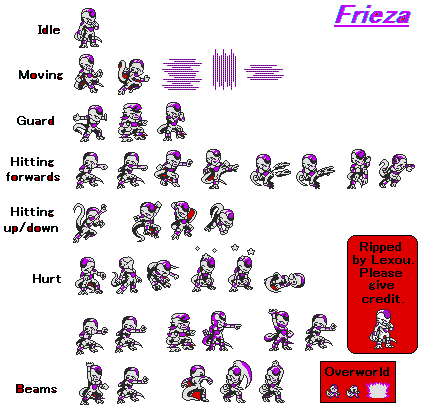 Frieza
Idle
Moving
Guard
Hitting
forwards
Hitting
up/down
Hurt
Beams
Ripped
by Lexou.
Please
give
credit.
Overworld